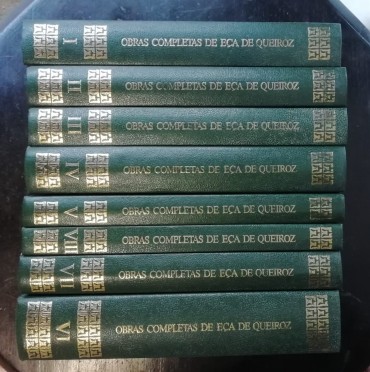 I OBRAS COMPLETAS DE EÇA DE QUEIROZ
II OBRAS COMPLETAS DE EÇA DE QUEIROZ
III OBRAS COMPLETAS DE EÇA DE QUEIROZ
IV OBRAS COMPLETAS DE EÇA DE QUEIROZ
V OBRAS COMPLETAS DE EÇA DE QUEIROZ
VIII OBRAS COMPLETAS DE EÇA DE QUEIROZ
VII OBRAS COMPLETAS DE EÇA DE QUEIROZ
VI OBRAS COMPLETAS DE EÇA DE QUEIROZ